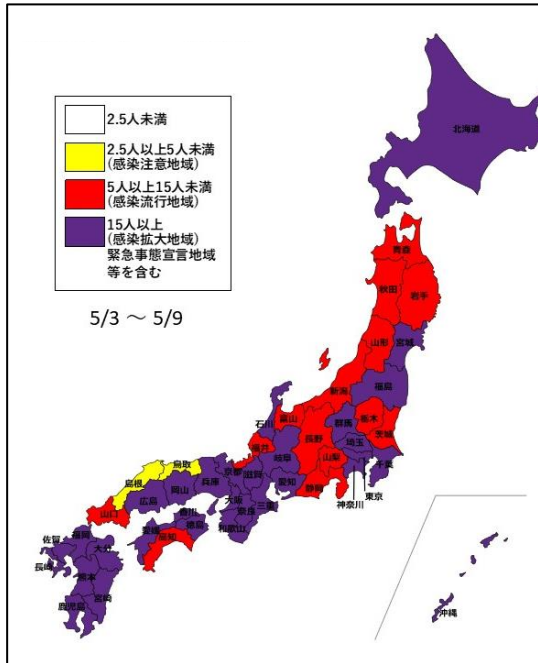 2.5人未満
2.5人以上5人未満
(感染注意地域)
5人以上15人未満
(感染流行地域)
15人以上
(感染拡大地域)
緊急事態宣言地域
等を含む
5/3 ～ 5/9
北海道
青森
秋田
岩手
山形
宮城
新潟
福島
石川
富山
群馬
栃木
長野
茨城
福井
埼玉
岐阜
山梨
千葉
鳥取
京都
滋賀
島根
兵庫
愛知
静岡
東京
岡山
神奈川
広島
大阪
奈良
三重
山口
香川
和歌山
徳島
愛媛
高知
福岡
佐賀
大分
長崎
熊本
宮崎
鹿児島
沖縄